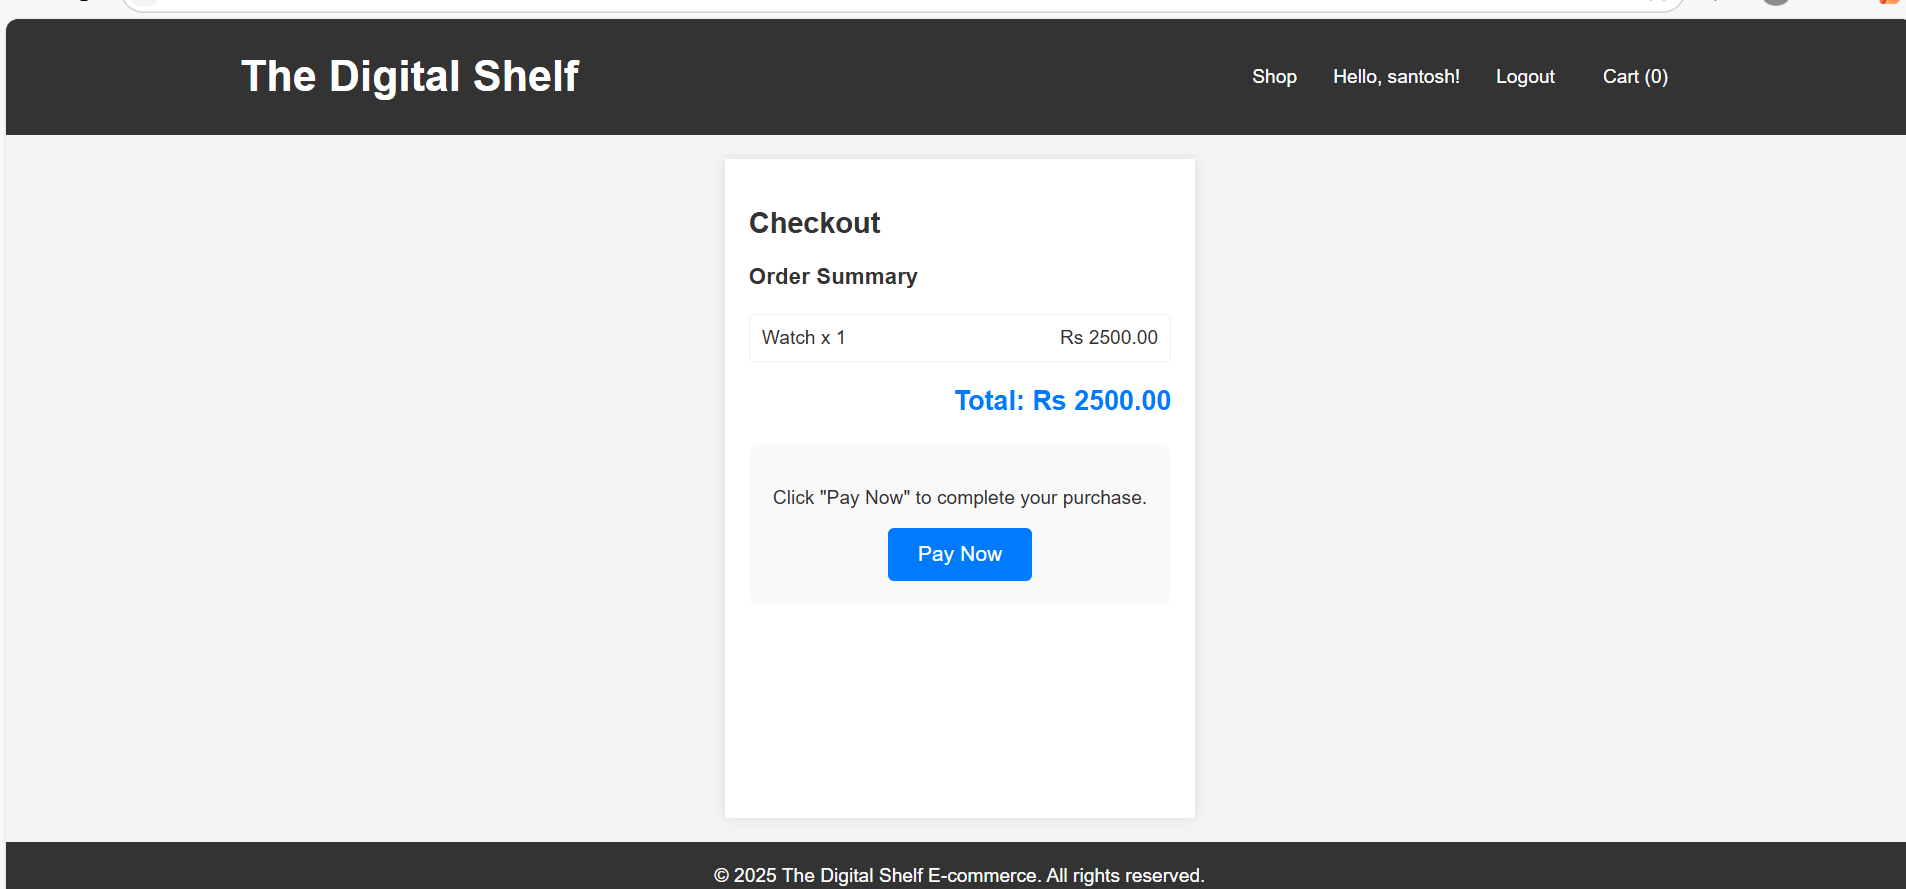 The Digital Shelf
Shop Hello, santosh! Logout Cart (0)
Checkout
Order Summary
Watch x 1 Rs 2500.00
Total: Rs 2500.00
Click "Pay Now" to complete your purchase.
Pay Now
© 2025 The Digital Shelf E-commerce. All rights reserved.